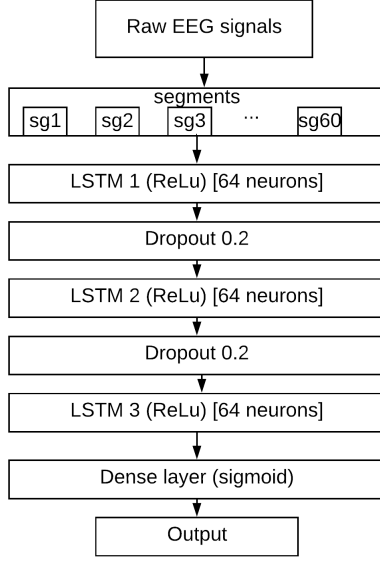 Raw EEG signals
segments
sg1 sg2 sg3 ... sg60
LSTM 1 (ReLu) [64 neurons]
Dropout 0.2
LSTM 2 (ReLu) [64 neurons]
Dropout 0.2
LSTM 3 (ReLu) [64 neurons]
Dense layer (sigmoid)
Output